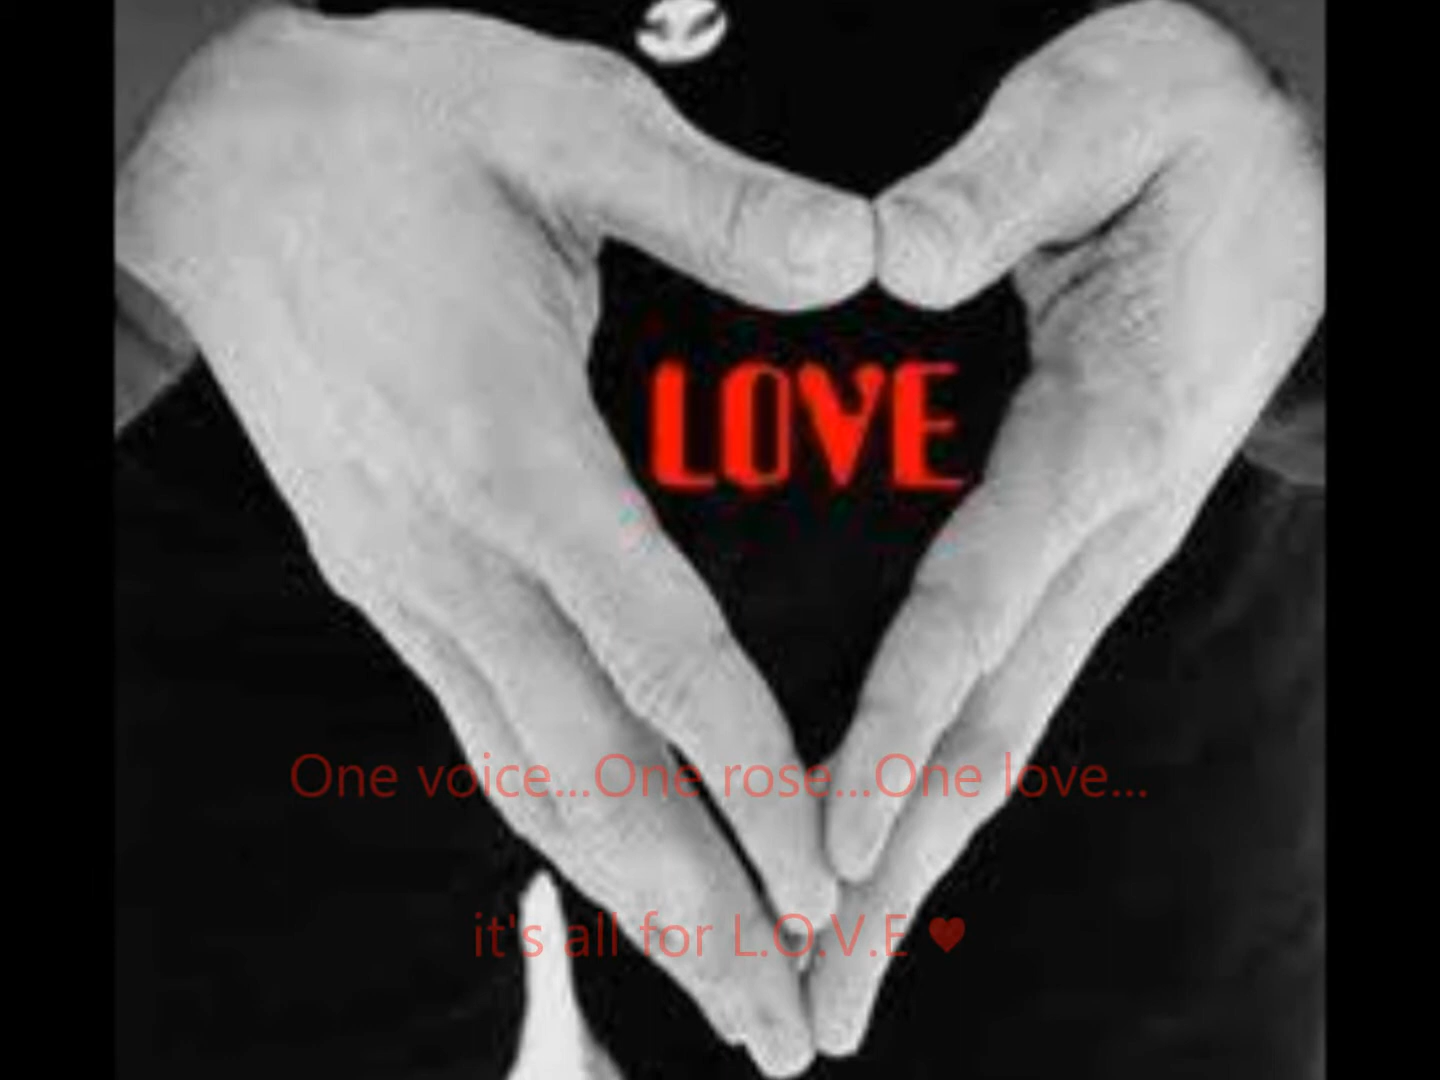 LOVE
One voice...One rose...One love...
it's all for L.O.V.E ♥